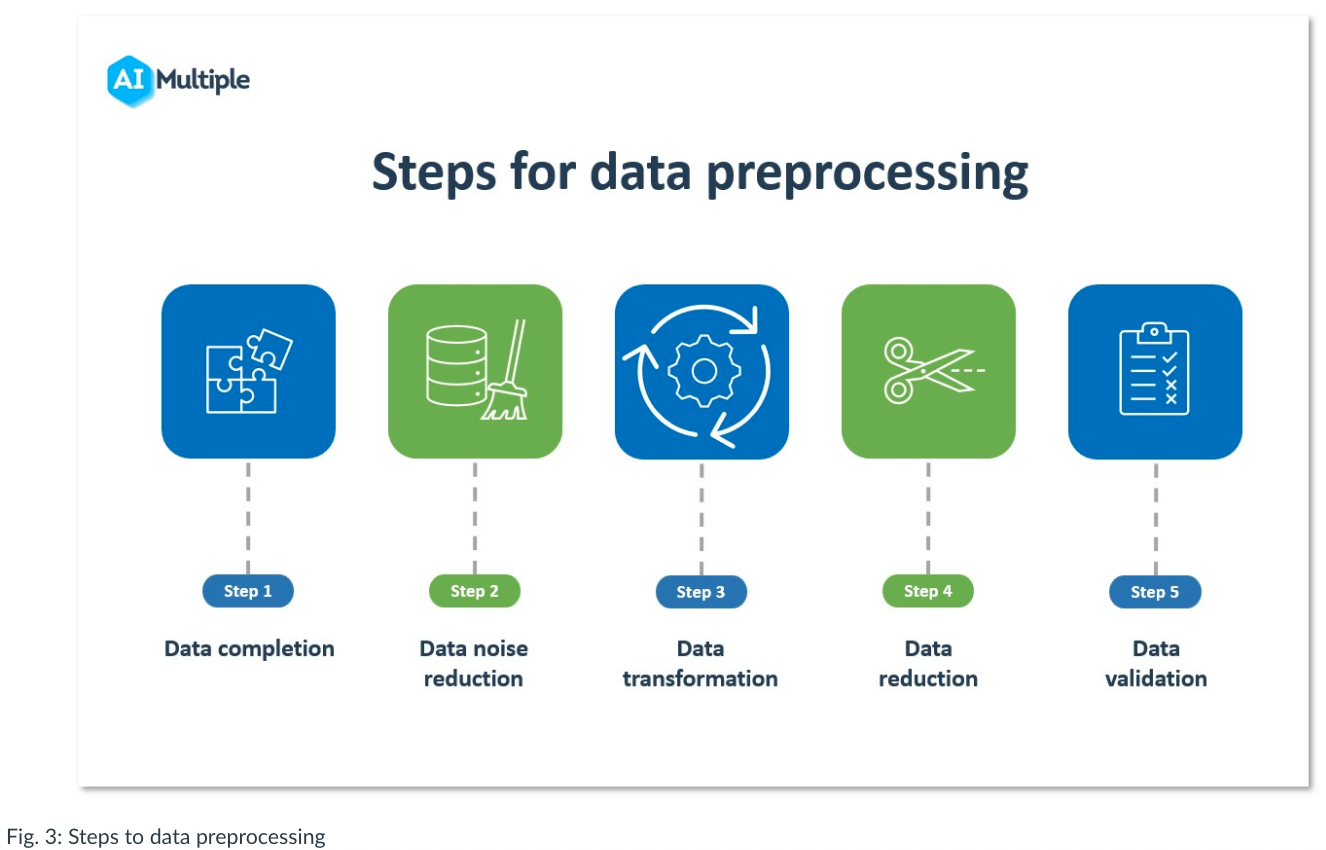 AI Multiple
Steps for data preprocessing
Step 1
Data completion
Step 2
Data noise
reduction
Step 3
Data
transformation
Step 4
Data
reduction
Step 5
Data
validation
Fig. 3: Steps to data preprocessing